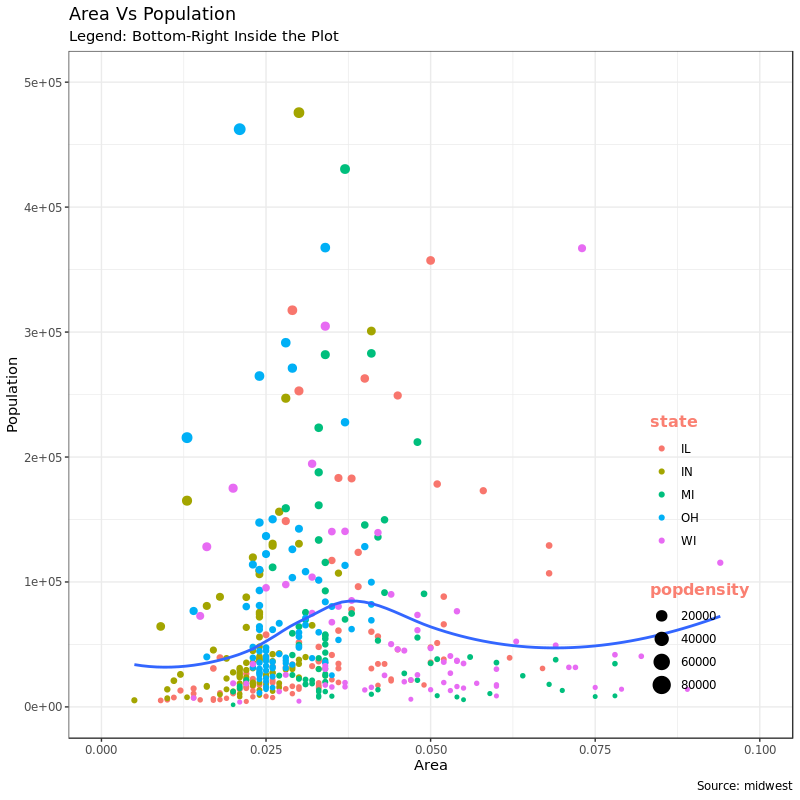 Area Vs Population
Legend: Bottom-Right Inside the Plot
Population
5e+05
4e+05
3e+05
2e+05
1e+05
0e+00
state
IL
IN
MI
OH
WI
popdensity
20000
40000
60000
80000
0.000
0.025
0.050
0.075
0.100
Area
Source: midwest